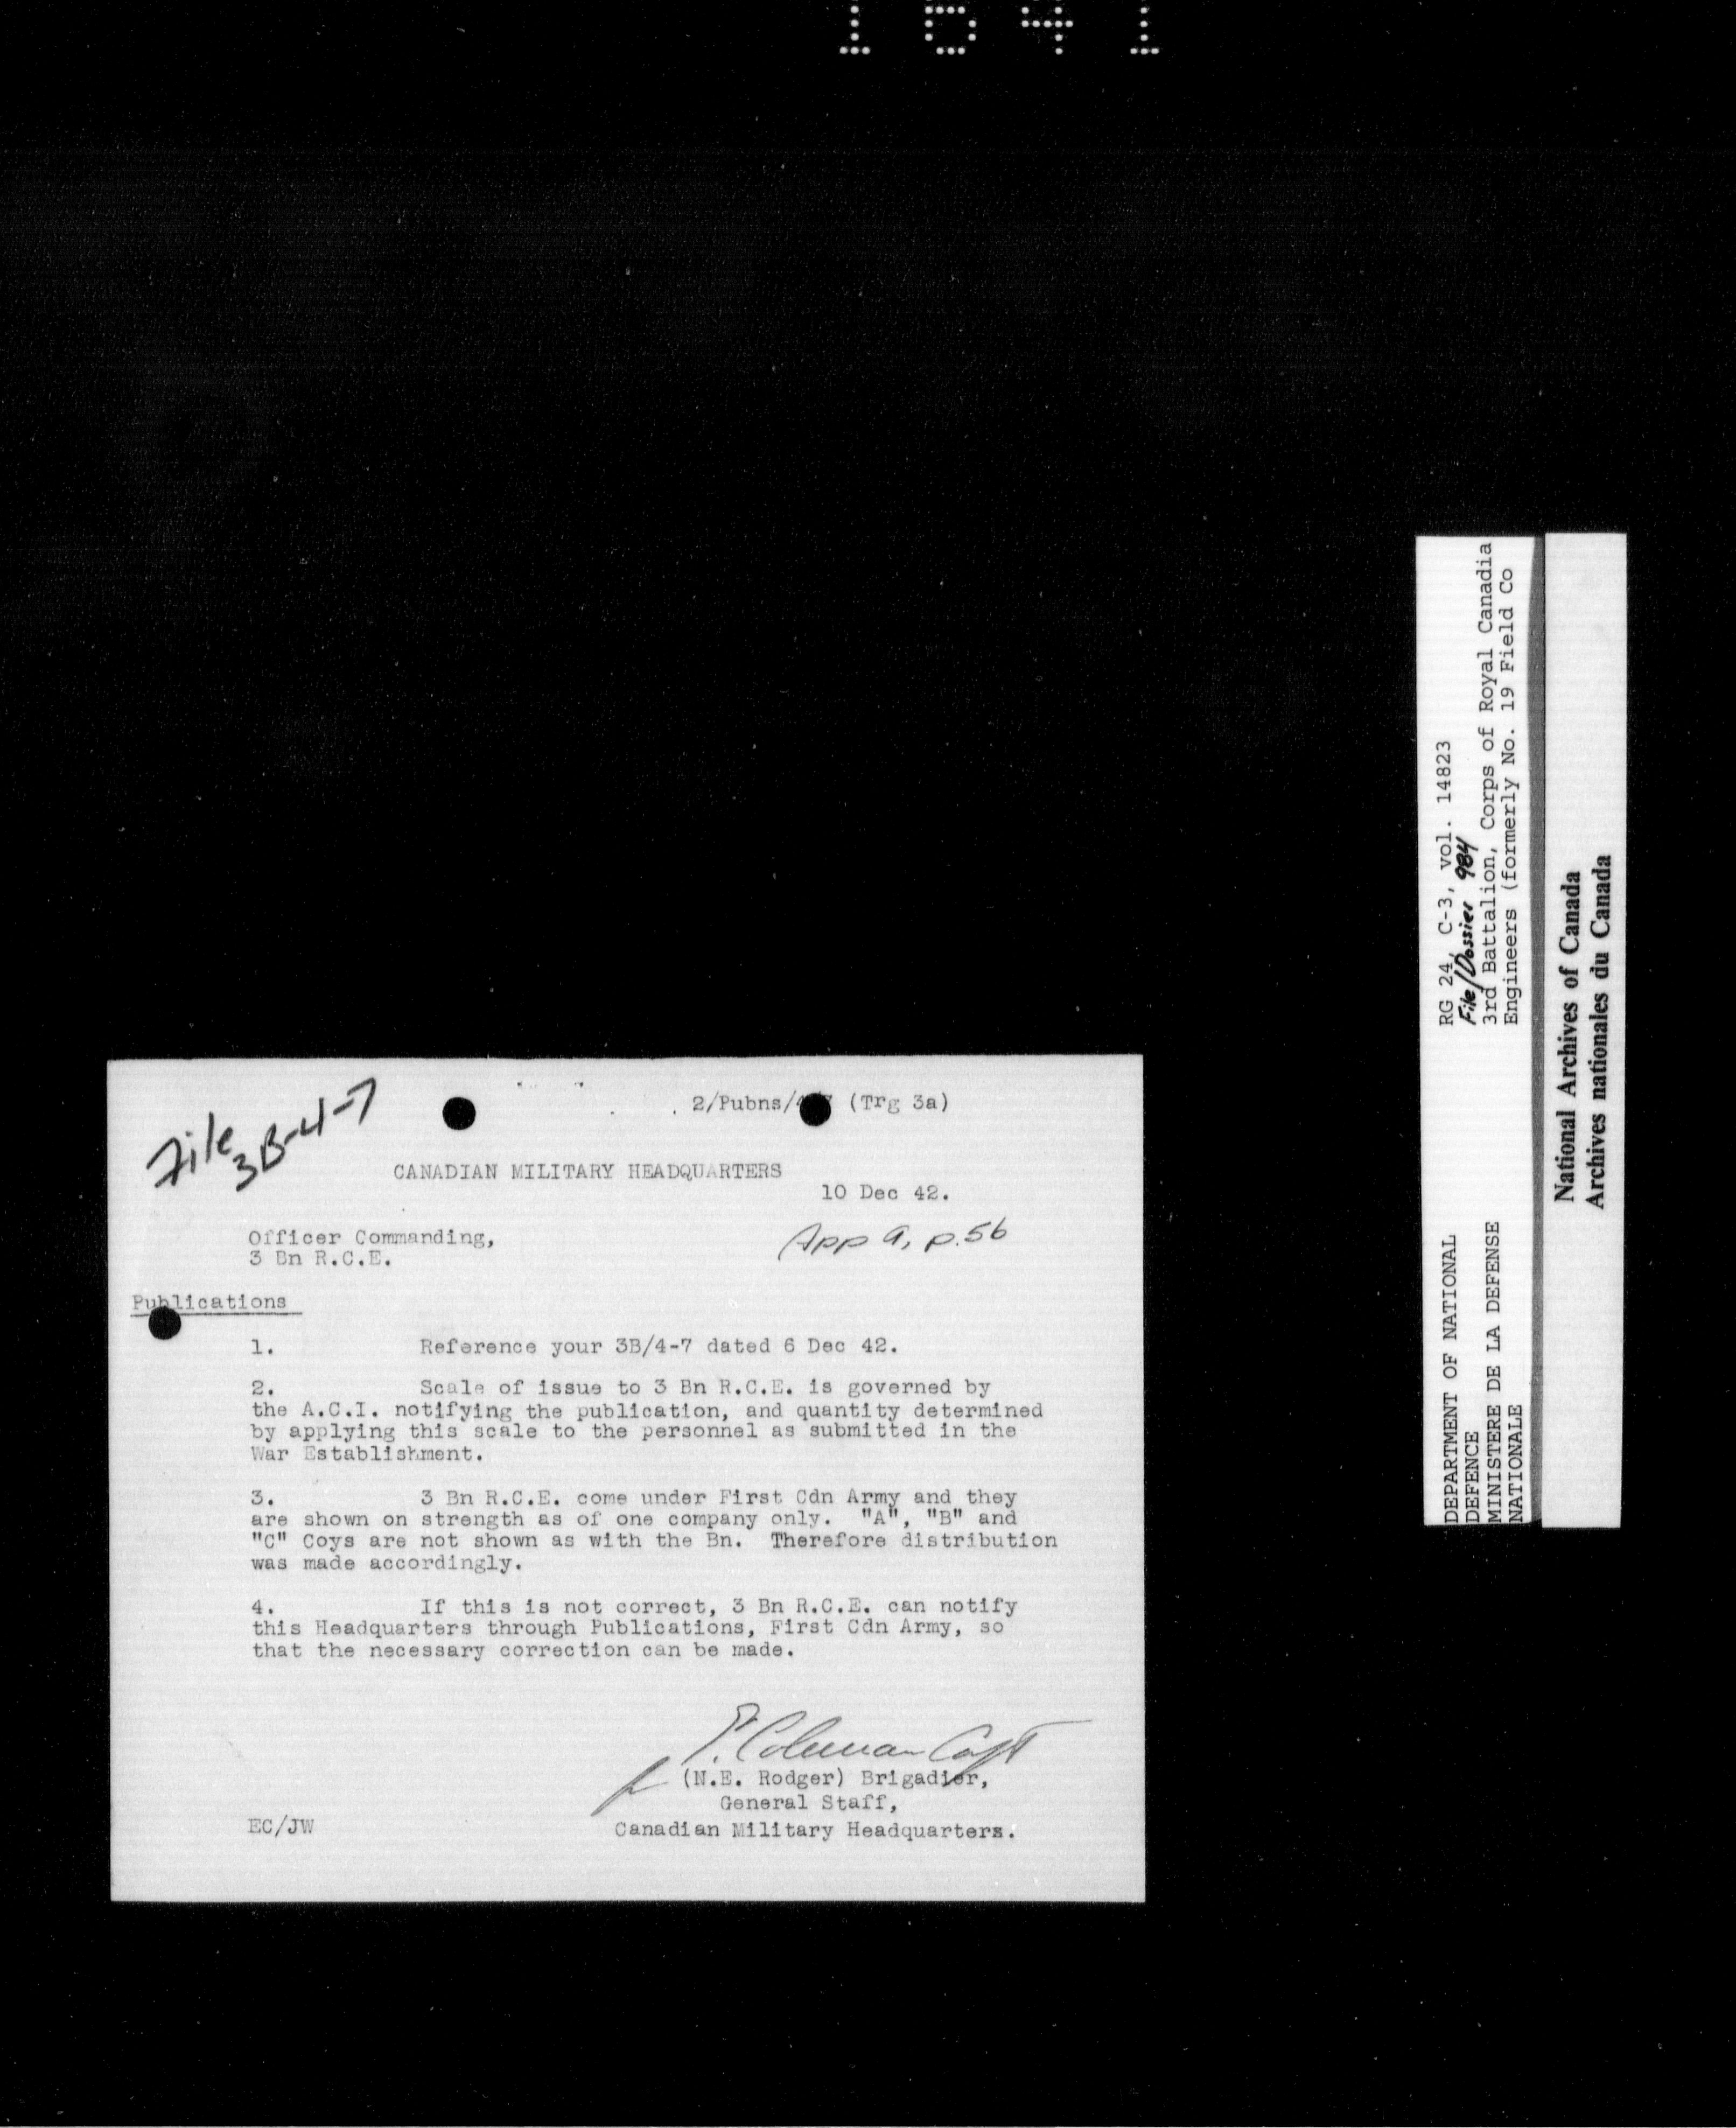 1641
File
3B-4-7
2/Pubns/ (Trg 3a)
CANADIAN MILITARY HEADQUARTERS
10 Dec 42.
App 9, p.56
Officer Commanding,
3 Bn R.C.E.
Publications
1. Reference your 3B/4-7 dated 6 Dec 42.
2. Scale of issue to 3 Bn R.C.E. is governed by
the A.C.I. notifying the publication, and quantity determined
by applying this scale to the personnel as submitted in the
War Establishment.
3. 3 Bn R.C.E. come under First Cdn Army and they
are shown on strength as of one company only. "A", "B" and
"C" Coys are not shown as with the Bn. Therefore distribution
was made accordingly.
4. If this is not correct, 3 Bn R.C.E. can notify
this Headquarters through Publications, First Cdn Army, so
that the necessary correction can be made.
Coleman Capt
(N.E. Rodger) Brigadier,
General Staff,
Canadian Military Headquarters.
EC/JW
DEPARTMENT OF NATIONAL
DEFENCE
MINISTERE DE LA DEFENSE
NATIONALE
RG 24, C-3, vol. 14823
File/Dossier 984
3rd Battalion, Corps of Royal Canadia
Engineers (formerly No. 19 Field Co
National Archives of Canada
Archives nationales du Canada